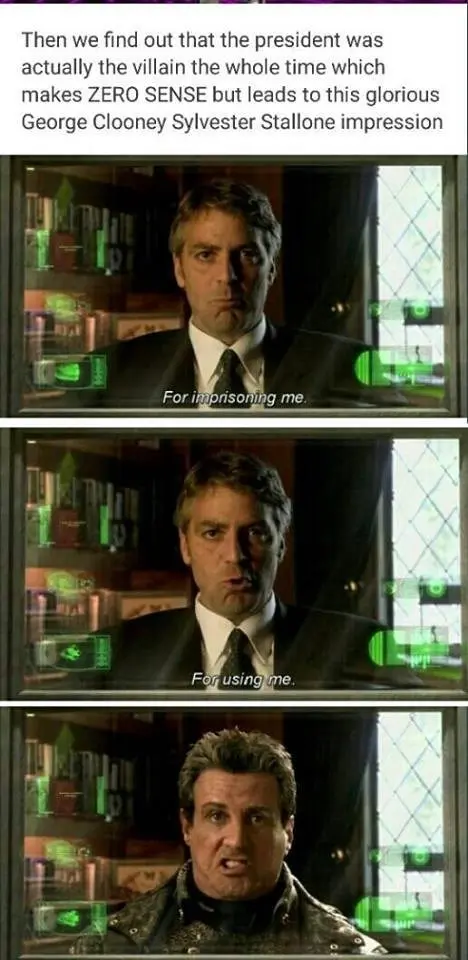 Then we find out that the president was
actually the villain the whole time which
makes ZERO SENSE but leads to this glorious
George Clooney Sylvester Stallone impression
For imprisoning me.
For using me.